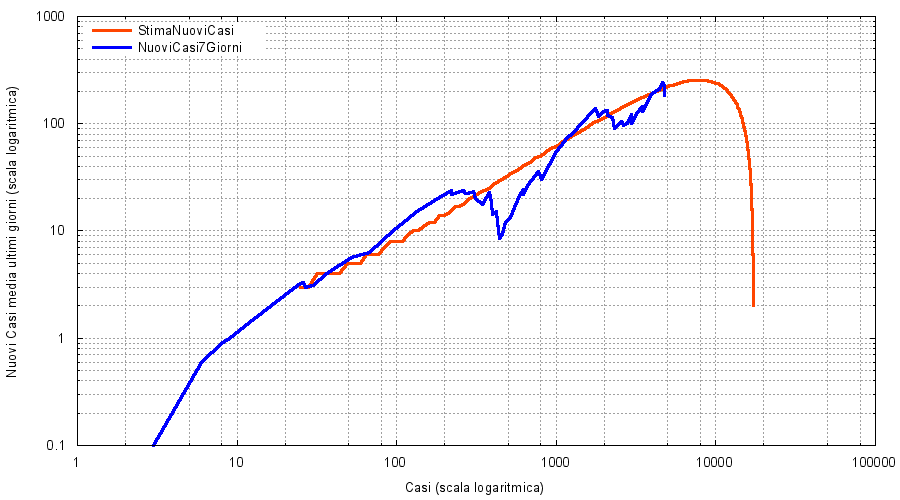 1000
StimaNuoviCasi
NuoviCasi7Giorni
100
10
1
0.1
1 10 100 1000 10000 100000
Nuovi Casi media ultimi giorni (scala logaritmica)
Casi (scala logaritmica)